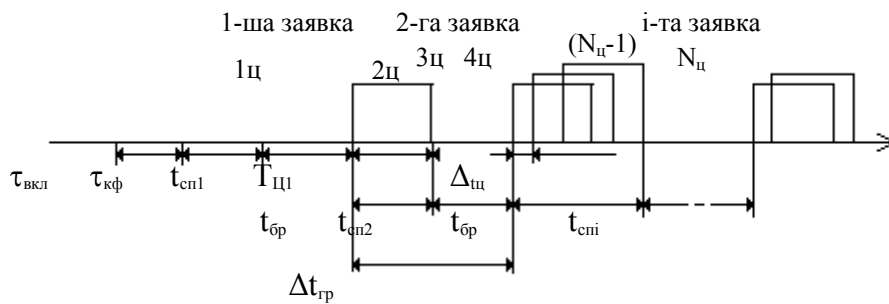 1-ша заявка 2-га заявка i-та заявка
1ц 2ц 3ц 4ц (Nц-1) Nц
τвкл τкф tсп1 TЦ1 Δtц
tбр tсп2 tбр tспi
Δtгр